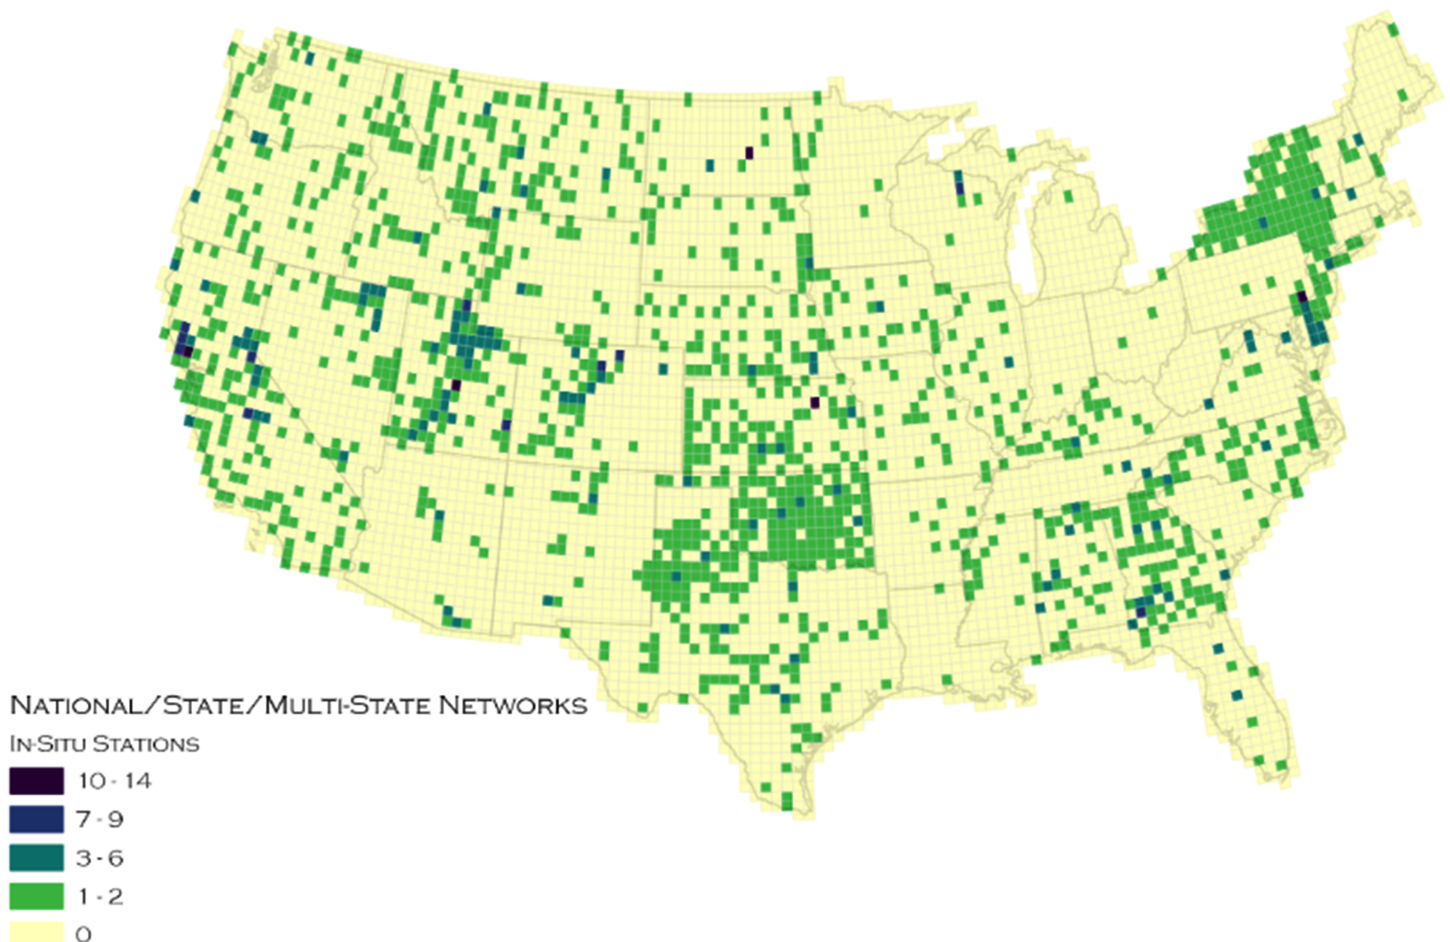 National/State/Multi-State Networks
In-Situ Stations
10 - 14
7 - 9
3 - 6
1 - 2
0